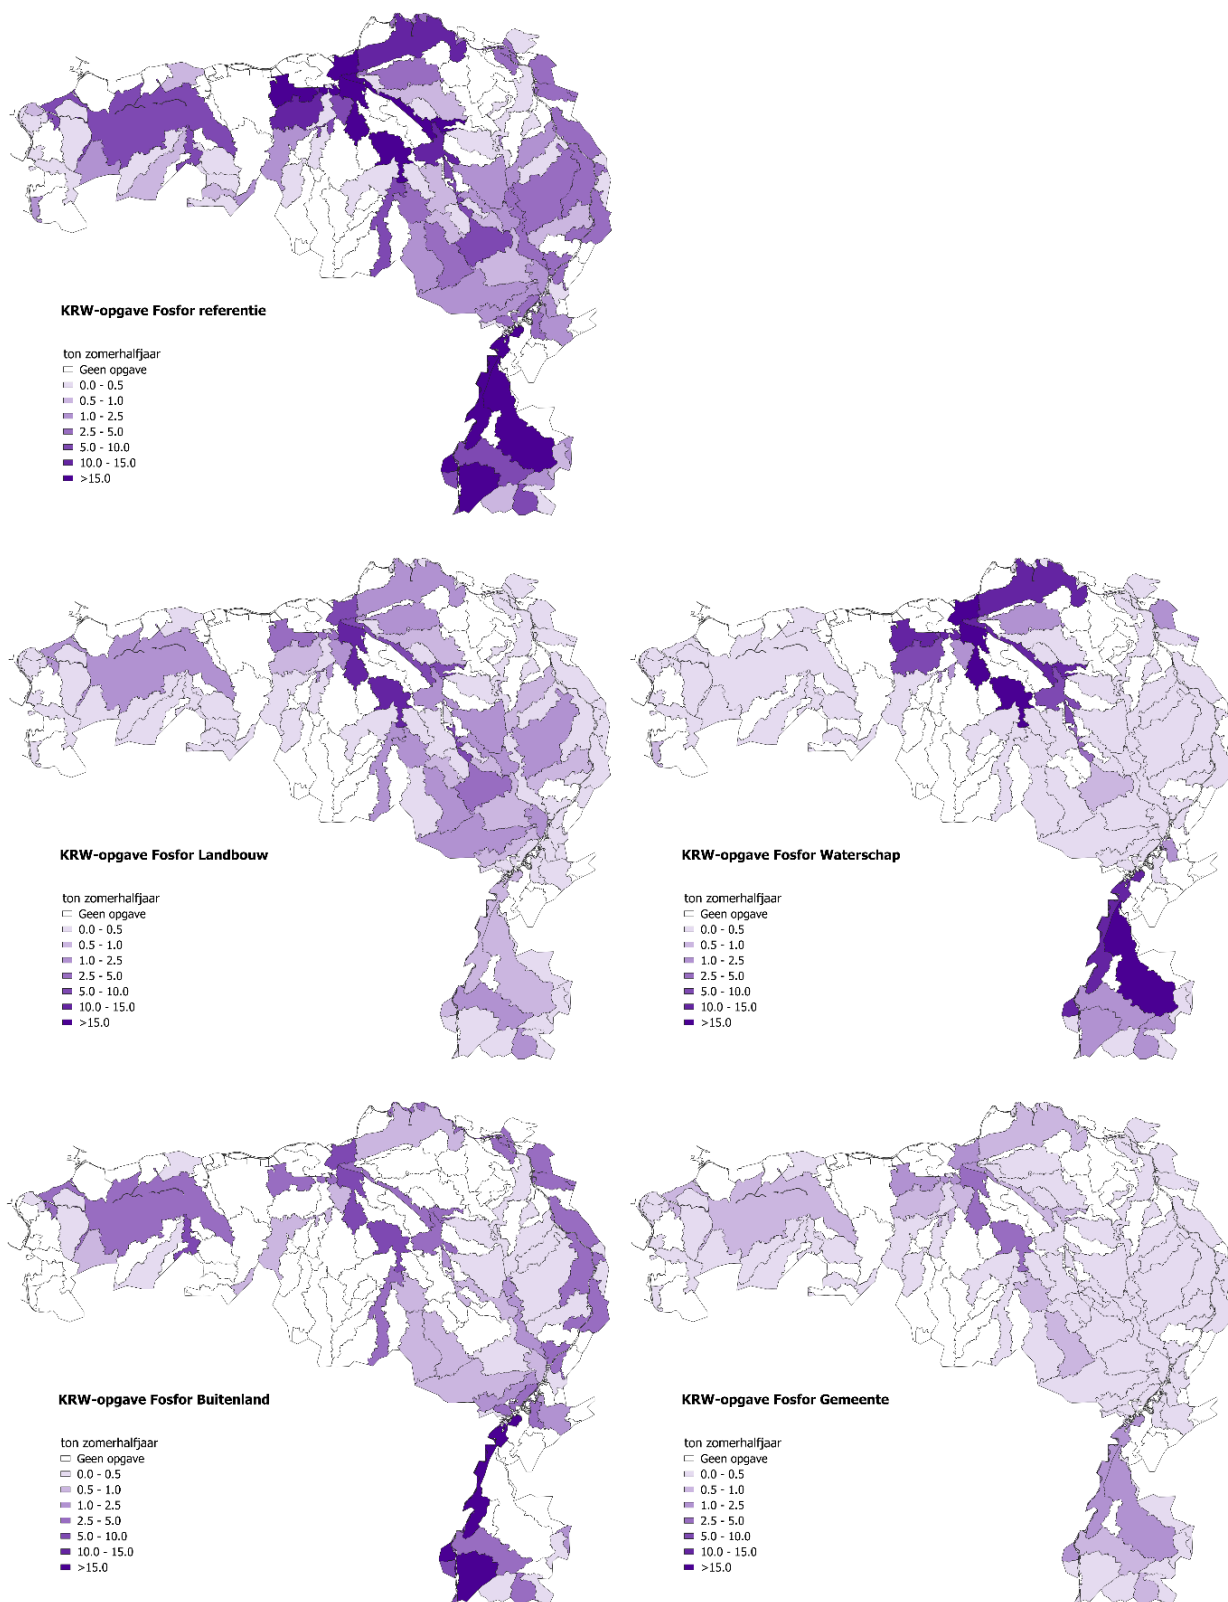 KRW-opgave Fosfor referentie
ton zomerhalfjaar
Geen opgave
0.0 - 0.5
0.5 - 1.0
1.0 - 2.5
2.5 - 5.0
5.0 - 10.0
10.0 - 15.0
>15.0
KRW-opgave Fosfor Landbouw
ton zomerhalfjaar
Geen opgave
0.0 - 0.5
0.5 - 1.0
1.0 - 2.5
2.5 - 5.0
5.0 - 10.0
10.0 - 15.0
>15.0
KRW-opgave Fosfor Waterschap
ton zomerhalfjaar
Geen opgave
0.0 - 0.5
0.5 - 1.0
1.0 - 2.5
2.5 - 5.0
5.0 - 10.0
10.0 - 15.0
>15.0
KRW-opgave Fosfor Buitenland
ton zomerhalfjaar
Geen opgave
0.0 - 0.5
0.5 - 1.0
1.0 - 2.5
2.5 - 5.0
5.0 - 10.0
10.0 - 15.0
>15.0
KRW-opgave Fosfor Gemeente
ton zomerhalfjaar
Geen opgave
0.0 - 0.5
0.5 - 1.0
1.0 - 2.5
2.5 - 5.0
5.0 - 10.0
10.0 - 15.0
>15.0